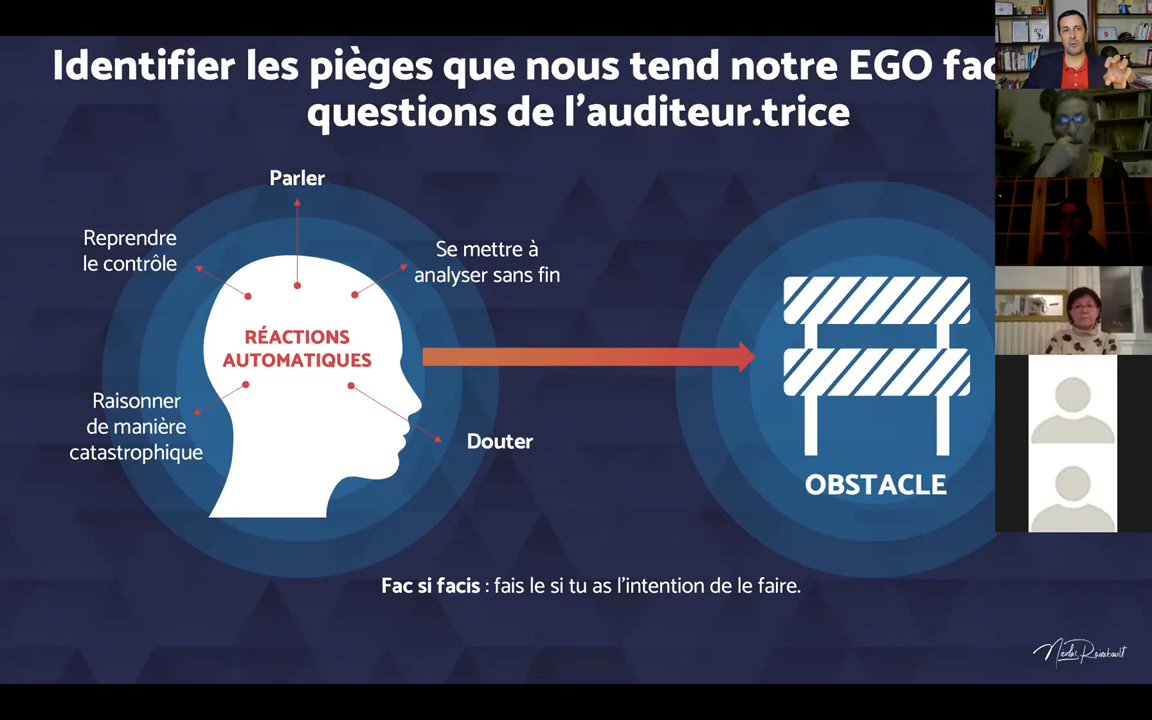 Identifier les pièges que nous tend notre EGO fac
questions de l'auditeur.trice
Parler
Reprendre
le contrôle
Se mettre à
analyser sans fin
RÉACTIONS
AUTOMATIQUES
Raisonner
de manière
catastrophique
Douter
OBSTACLE
Fac si facis : fais le si tu as l'intention de le faire.
Nicolas Raimbault